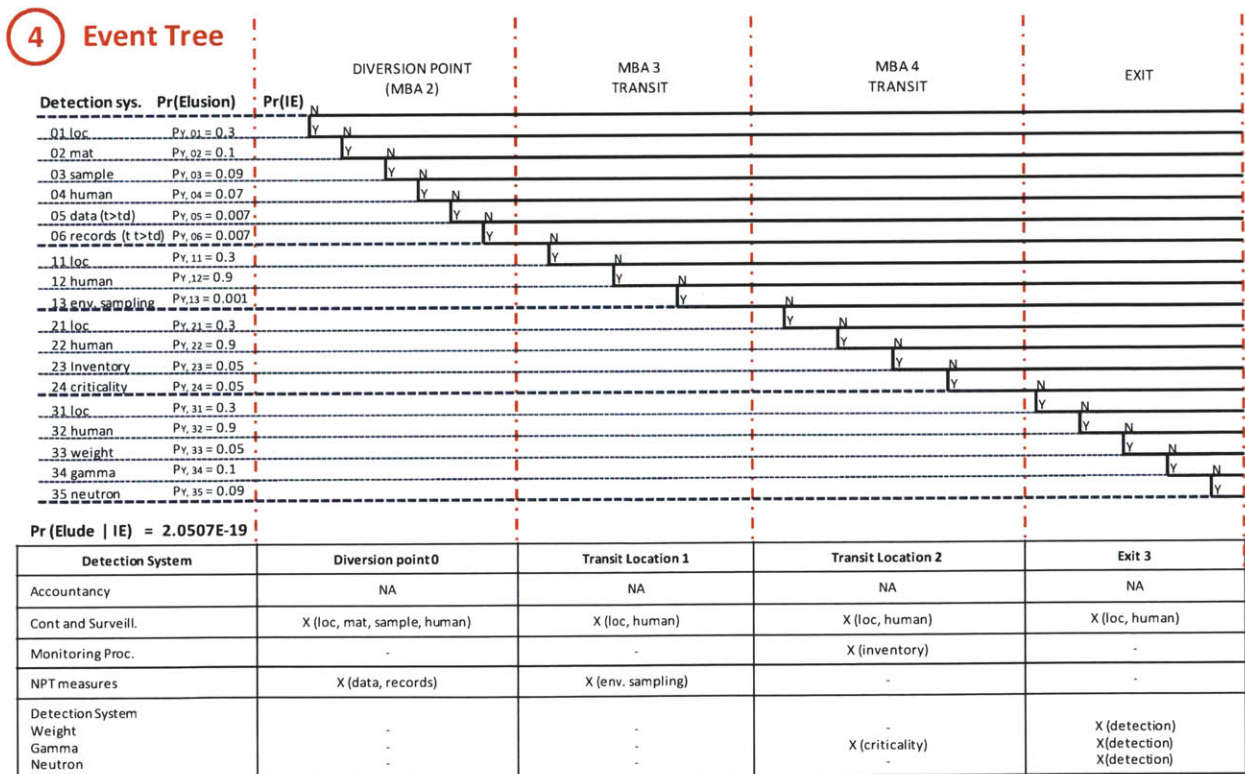 4 Event Tree
DIVERSION POINT
(MBA 2)
MBA 3
TRANSIT
MBA 4
TRANSIT
EXIT
Detection sys. Pr(Elusion) Pr(IE)
N
01 loc PY, 01 = 0.3 Y N
02 mat PY, 02 = 0.1 Y N
03 sample PY, 03 = 0.09 Y N
04 human PY, 04 = 0.07 Y N
05 data (t>td) PY, 05 = 0.007 Y N
06 records (t t>td) PY, 06 = 0.007 Y N
11 loc PY, 11 = 0.3 Y N
12 human PY ,12= 0.9 Y N
13 env. sampling PY,13 = 0.001 Y N
21 loc PY, 21 = 0.3 Y N
22 human PY, 22 = 0.9 Y N
23 Inventory PY, 23 = 0.05 Y N
24 criticality PY, 24 = 0.05 Y N
31 loc PY, 31 = 0.3 Y N
32 human PY, 32 = 0.9 Y N
33 weight PY, 33 = 0.05 Y N
34 gamma PY, 34 = 0.1 Y N
35 neutron PY, 35 = 0.09 Y
Pr (Elude | IE) = 2.0507E-19
Detection System Diversion point 0 Transit Location 1 Transit Location 2 Exit 3
Accountancy NA NA NA NA
Cont and Surveill. X (loc, mat, sample, human) X (loc, human) X (loc, human) X (loc, human)
Monitoring Proc. - - X (inventory) -
NPT measures X (data, records) X (env. sampling) - -
Detection System
Weight - - - X (detection)
Gamma - - X (criticality) X(detection)
Neutron - - - X(detection)